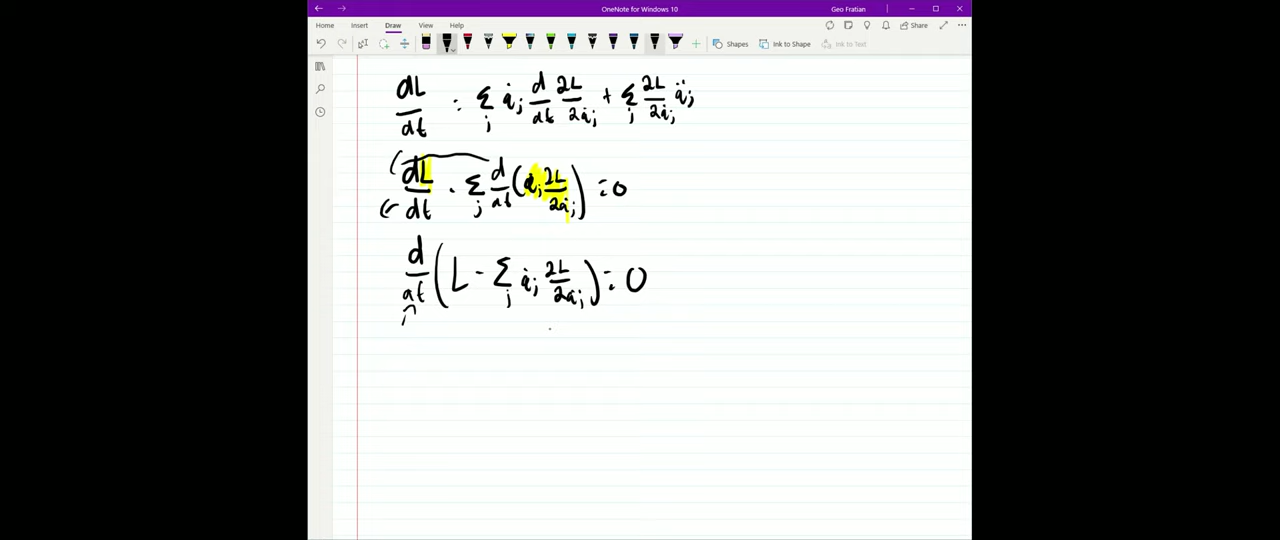 OneNote for Windows 10
Geo Fratian
Home Insert Draw View Help
Share
Shapes Ink to Shape Ink to Text
dL/dt = Σ_j q̇_j d/dt ∂L/∂q̇_j + Σ_j ∂L/∂q̇_j q̈_j
dL/dt - Σ_j d/dt (q̇_j ∂L/∂q̇_j) = 0
d/dt (L - Σ_j q̇_j ∂L/∂q̇_j) = 0